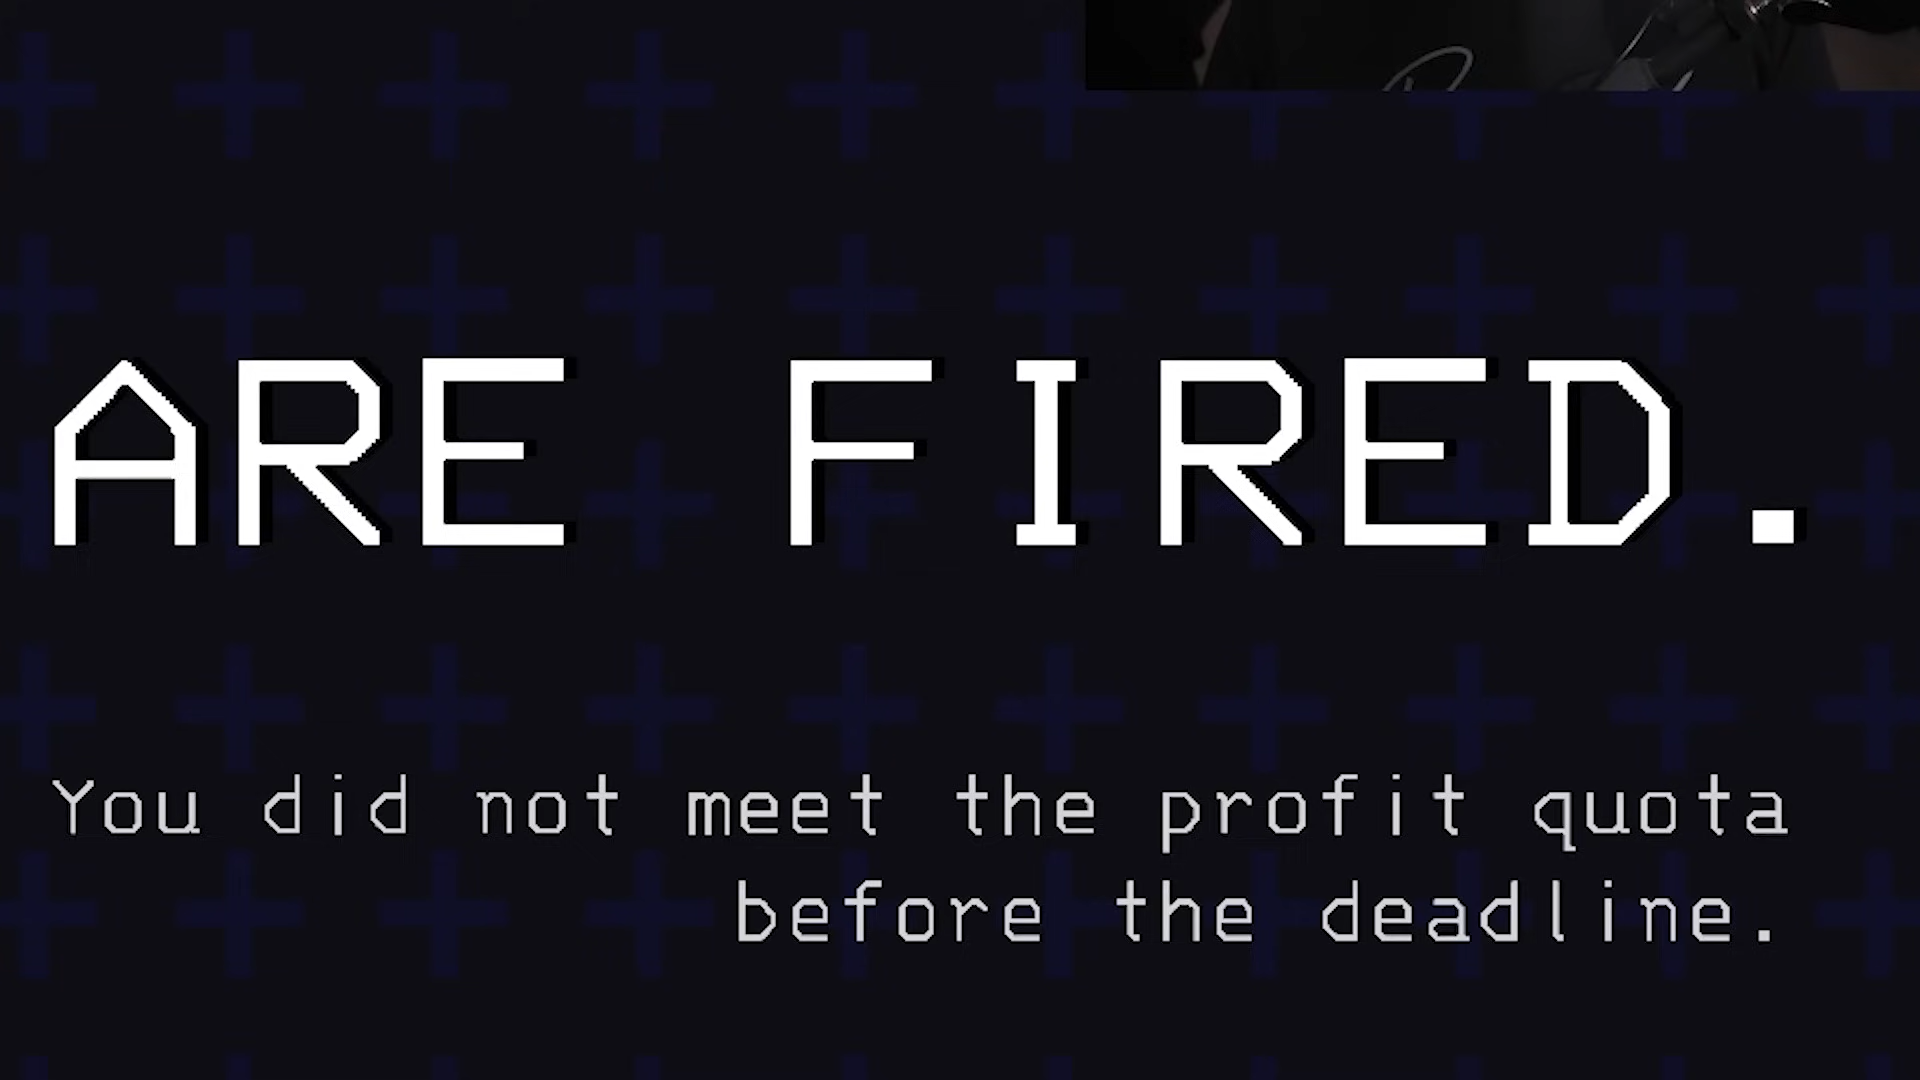 ARE FIRED.
You did not meet the profit quota
before the deadline.